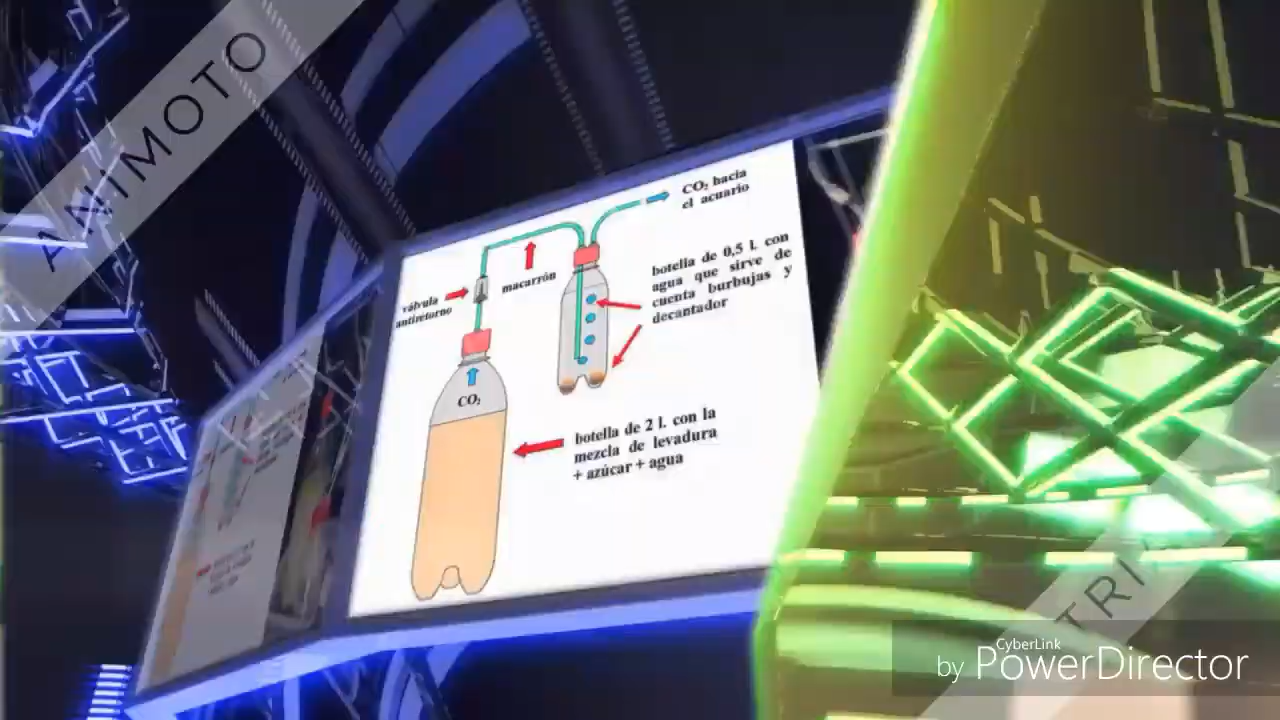 ANIMOTO
CO₂ hacia
el acuario
válvula
antiretorno
macarrón
botella de 0,5 l. con
agua que sirve de
cuenta burbujas y
decantador
CO₂
botella de 2 l. con la
mezcla de levadura
+ azúcar + agua
TRI
CyberLink
by PowerDirector